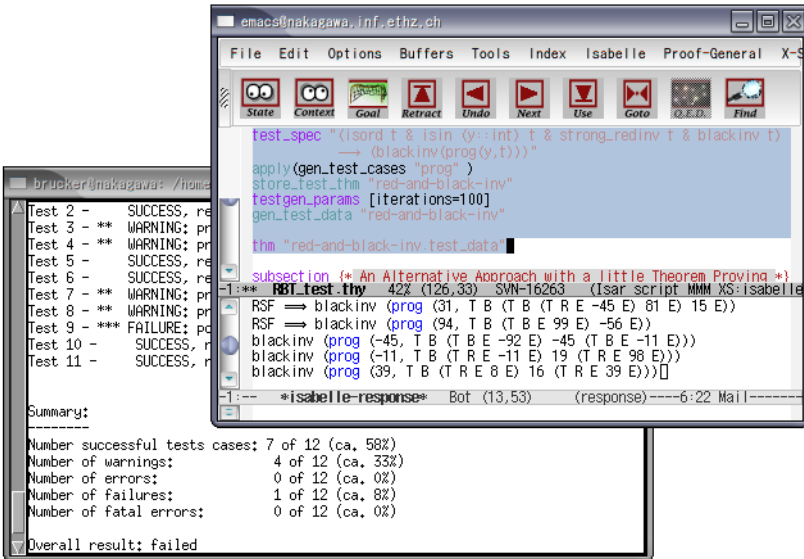 emacs@nakagawa.inf.ethz.ch
File Edit Options Buffers Tools Index Isabelle Proof-General X-S
State Context Goal Retract Undo Next Use Goto Q.E.D. Find
test_spec "(isord t & isin (y::int) t & strong_redinv t & blackinv t)
⟶ (blackinv(prog(y,t)))"
apply(gen_test_cases "prog" )
store_test_thm "red-and-black-inv"
testgen_params [iterations=100]
gen_test_data "red-and-black-inv"
thm "red-and-black-inv.test_data"
subsection {* An Alternative Approach with a little Theorem Proving *}
-1:** RBT_test.thy 42% (126,33) SVN-16263 (Isar script MMM XS:isabelle
RSF ⟹ blackinv (prog (31, T B (T B (T R E -45 E) 81 E) 15 E))
RSF ⟹ blackinv (prog (94, T B (T B E 99 E) -56 E))
blackinv (prog (-45, T B (T B E -92 E) -45 (T B E -11 E)))
blackinv (prog (-11, T B (T R E -11 E) 19 (T R E 98 E)))
blackinv (prog (39, T B (T R E 8 E) 16 (T R E 39 E)))
-1:-- *isabelle-response* Bot (13,53) (response)----6:22 Mail-------
brucker@nakagawa: /home
Test 2 - SUCCESS, re
Test 3 - ** WARNING: pr
Test 4 - ** WARNING: pr
Test 5 - SUCCESS, re
Test 6 - SUCCESS, re
Test 7 - ** WARNING: pr
Test 8 - ** WARNING: pr
Test 9 - *** FAILURE: po
Test 10 - SUCCESS, r
Test 11 - SUCCESS, r
Summary:
--------
Number successful tests cases: 7 of 12 (ca. 58%)
Number of warnings: 4 of 12 (ca. 33%)
Number of errors: 0 of 12 (ca. 0%)
Number of failures: 1 of 12 (ca. 8%)
Number of fatal errors: 0 of 12 (ca. 0%)
Overall result: failed